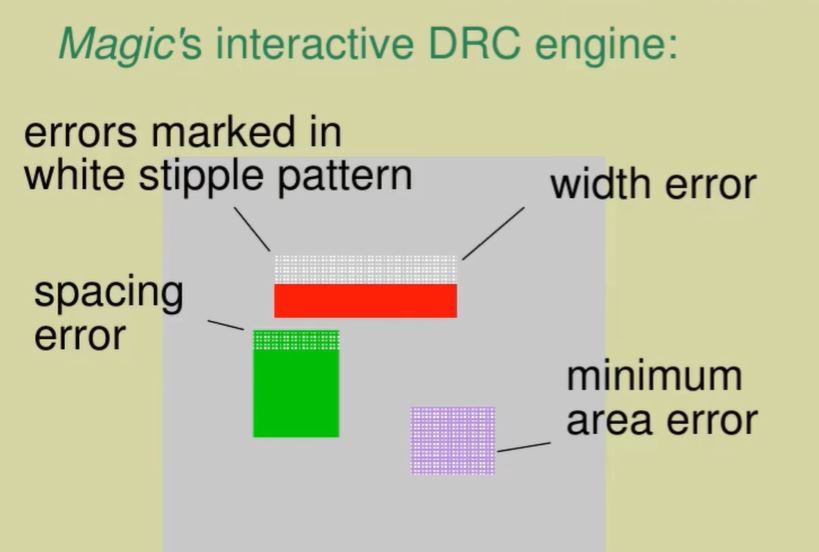 Magic's interactive DRC engine:
errors marked in
white stipple pattern
width error
spacing
error
minimum
area error